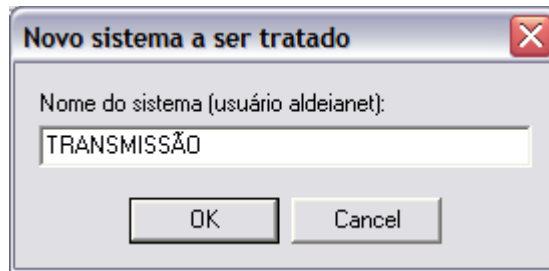 Novo sistema a ser tratado
Nome do sistema (usuário aldeianet):
TRANSMISSÃO
OK Cancel